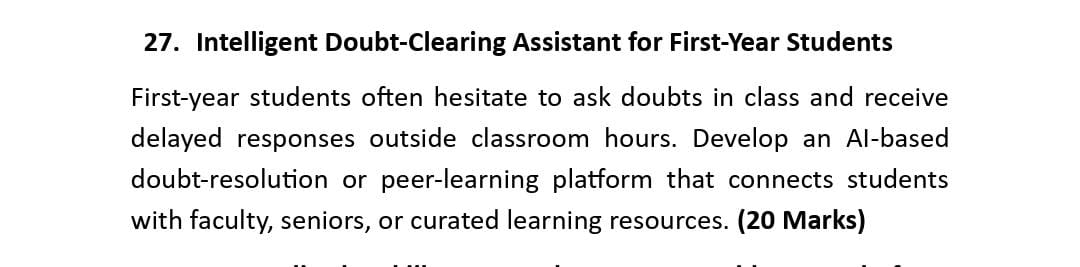 27. Intelligent Doubt-Clearing Assistant for First-Year Students
First-year students often hesitate to ask doubts in class and receive
delayed responses outside classroom hours. Develop an AI-based
doubt-resolution or peer-learning platform that connects students
with faculty, seniors, or curated learning resources. (20 Marks)